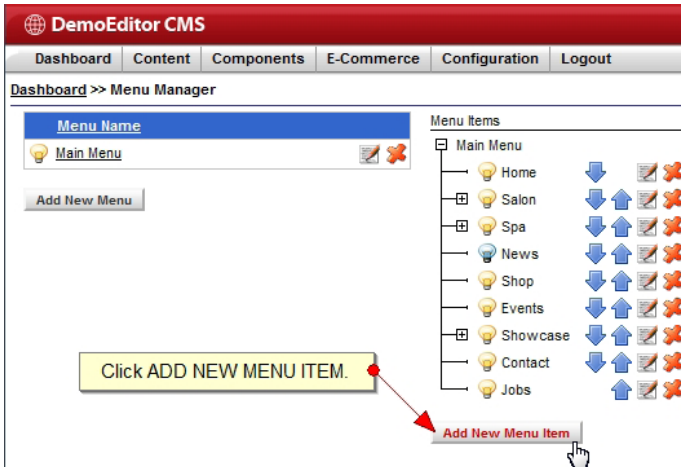 DemoEditor CMS
Dashboard Content Components E-Commerce Configuration Logout
Dashboard >> Menu Manager
Menu Name
Main Menu
Add New Menu
Menu Items
Main Menu
Home
Salon
Spa
News
Shop
Events
Showcase
Contact
Jobs
Click ADD NEW MENU ITEM.
Add New Menu Item